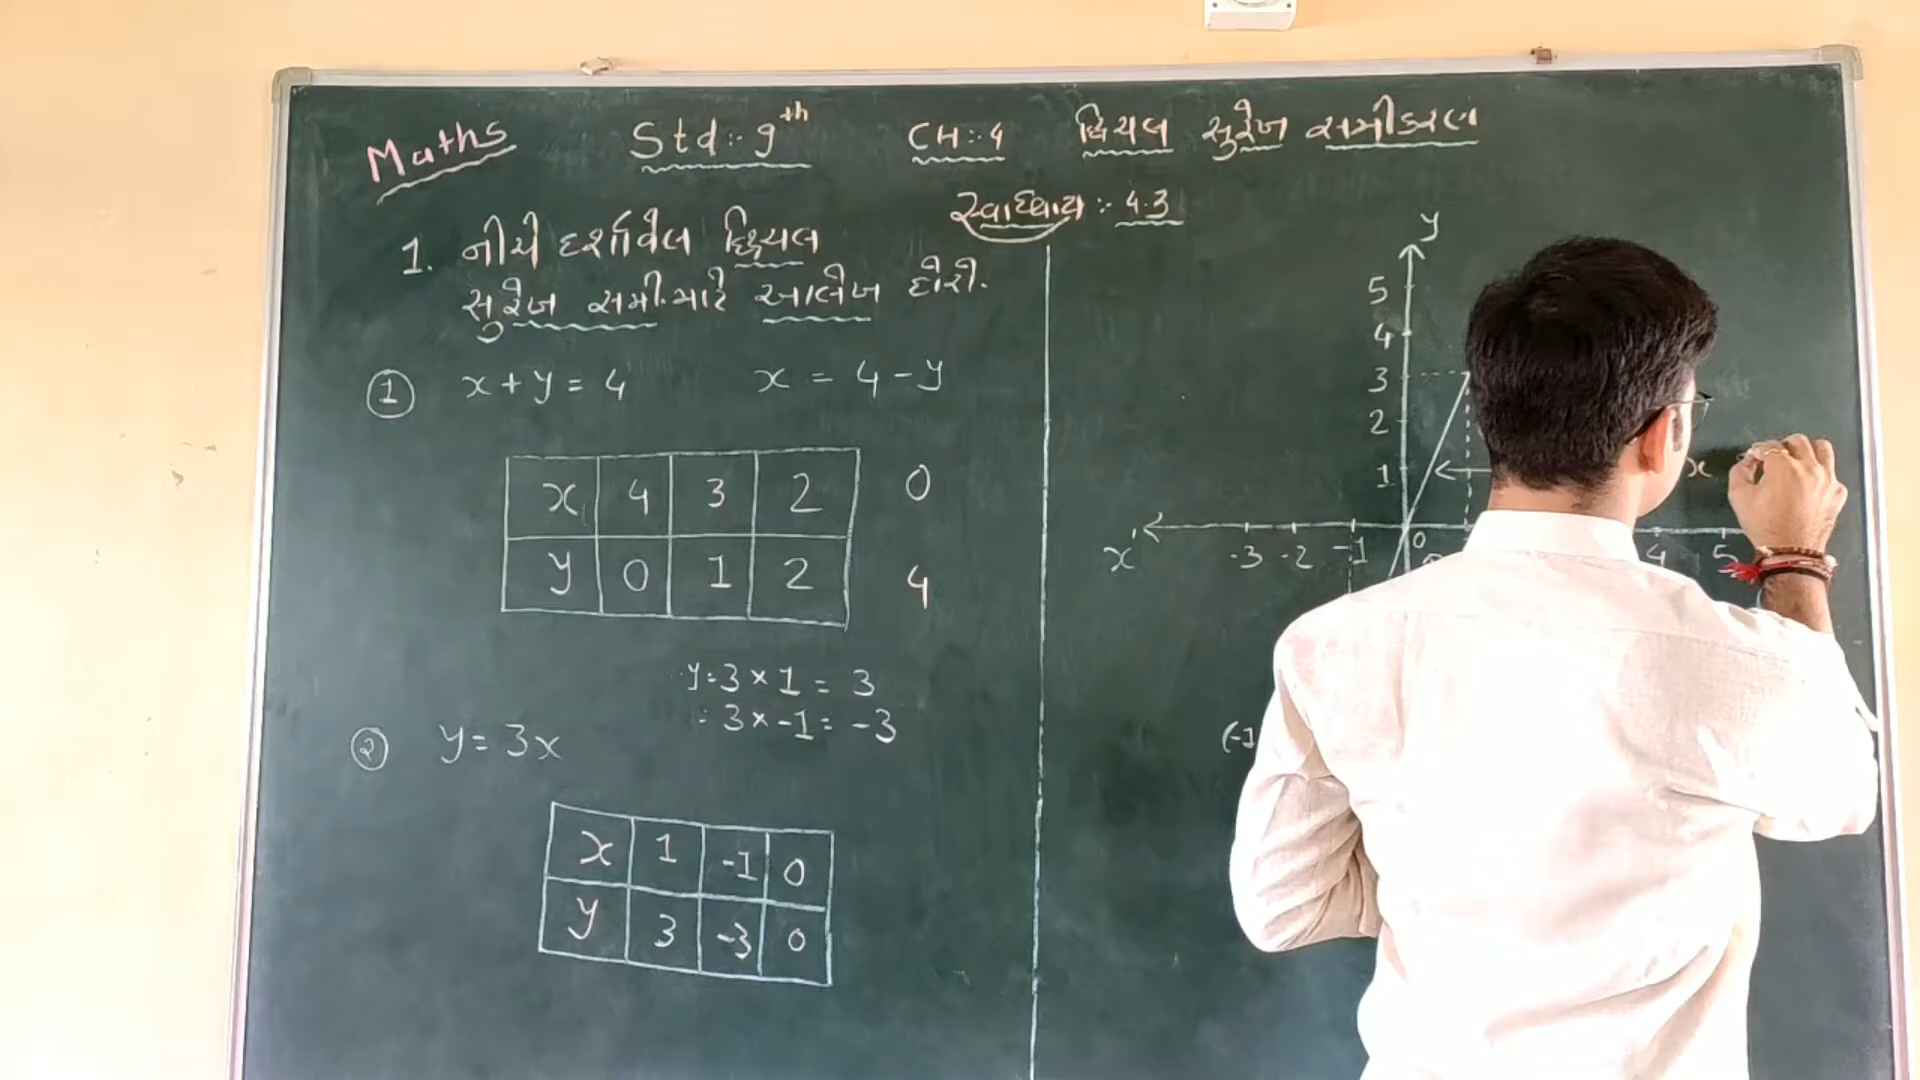 Maths Std:- 9th CH:- 4 દ્વિચલ સુરેખ સમીકરણ
સ્વાધ્યાય :- 4.3
1. નીચે દર્શાવેલ દ્વિચલ
સુરેખ સમી. માટે આલેખ દોરો.
① x + y = 4 x = 4 - y
x 4 3 2 0
y 0 1 2 4
y = 3 × 1 = 3
= 3 × -1 = -3
② y = 3x
x 1 -1 0
y 3 -3 0
y
5
4
3
2
1
x
x' -3 -2 -1 0 4 5
(-1